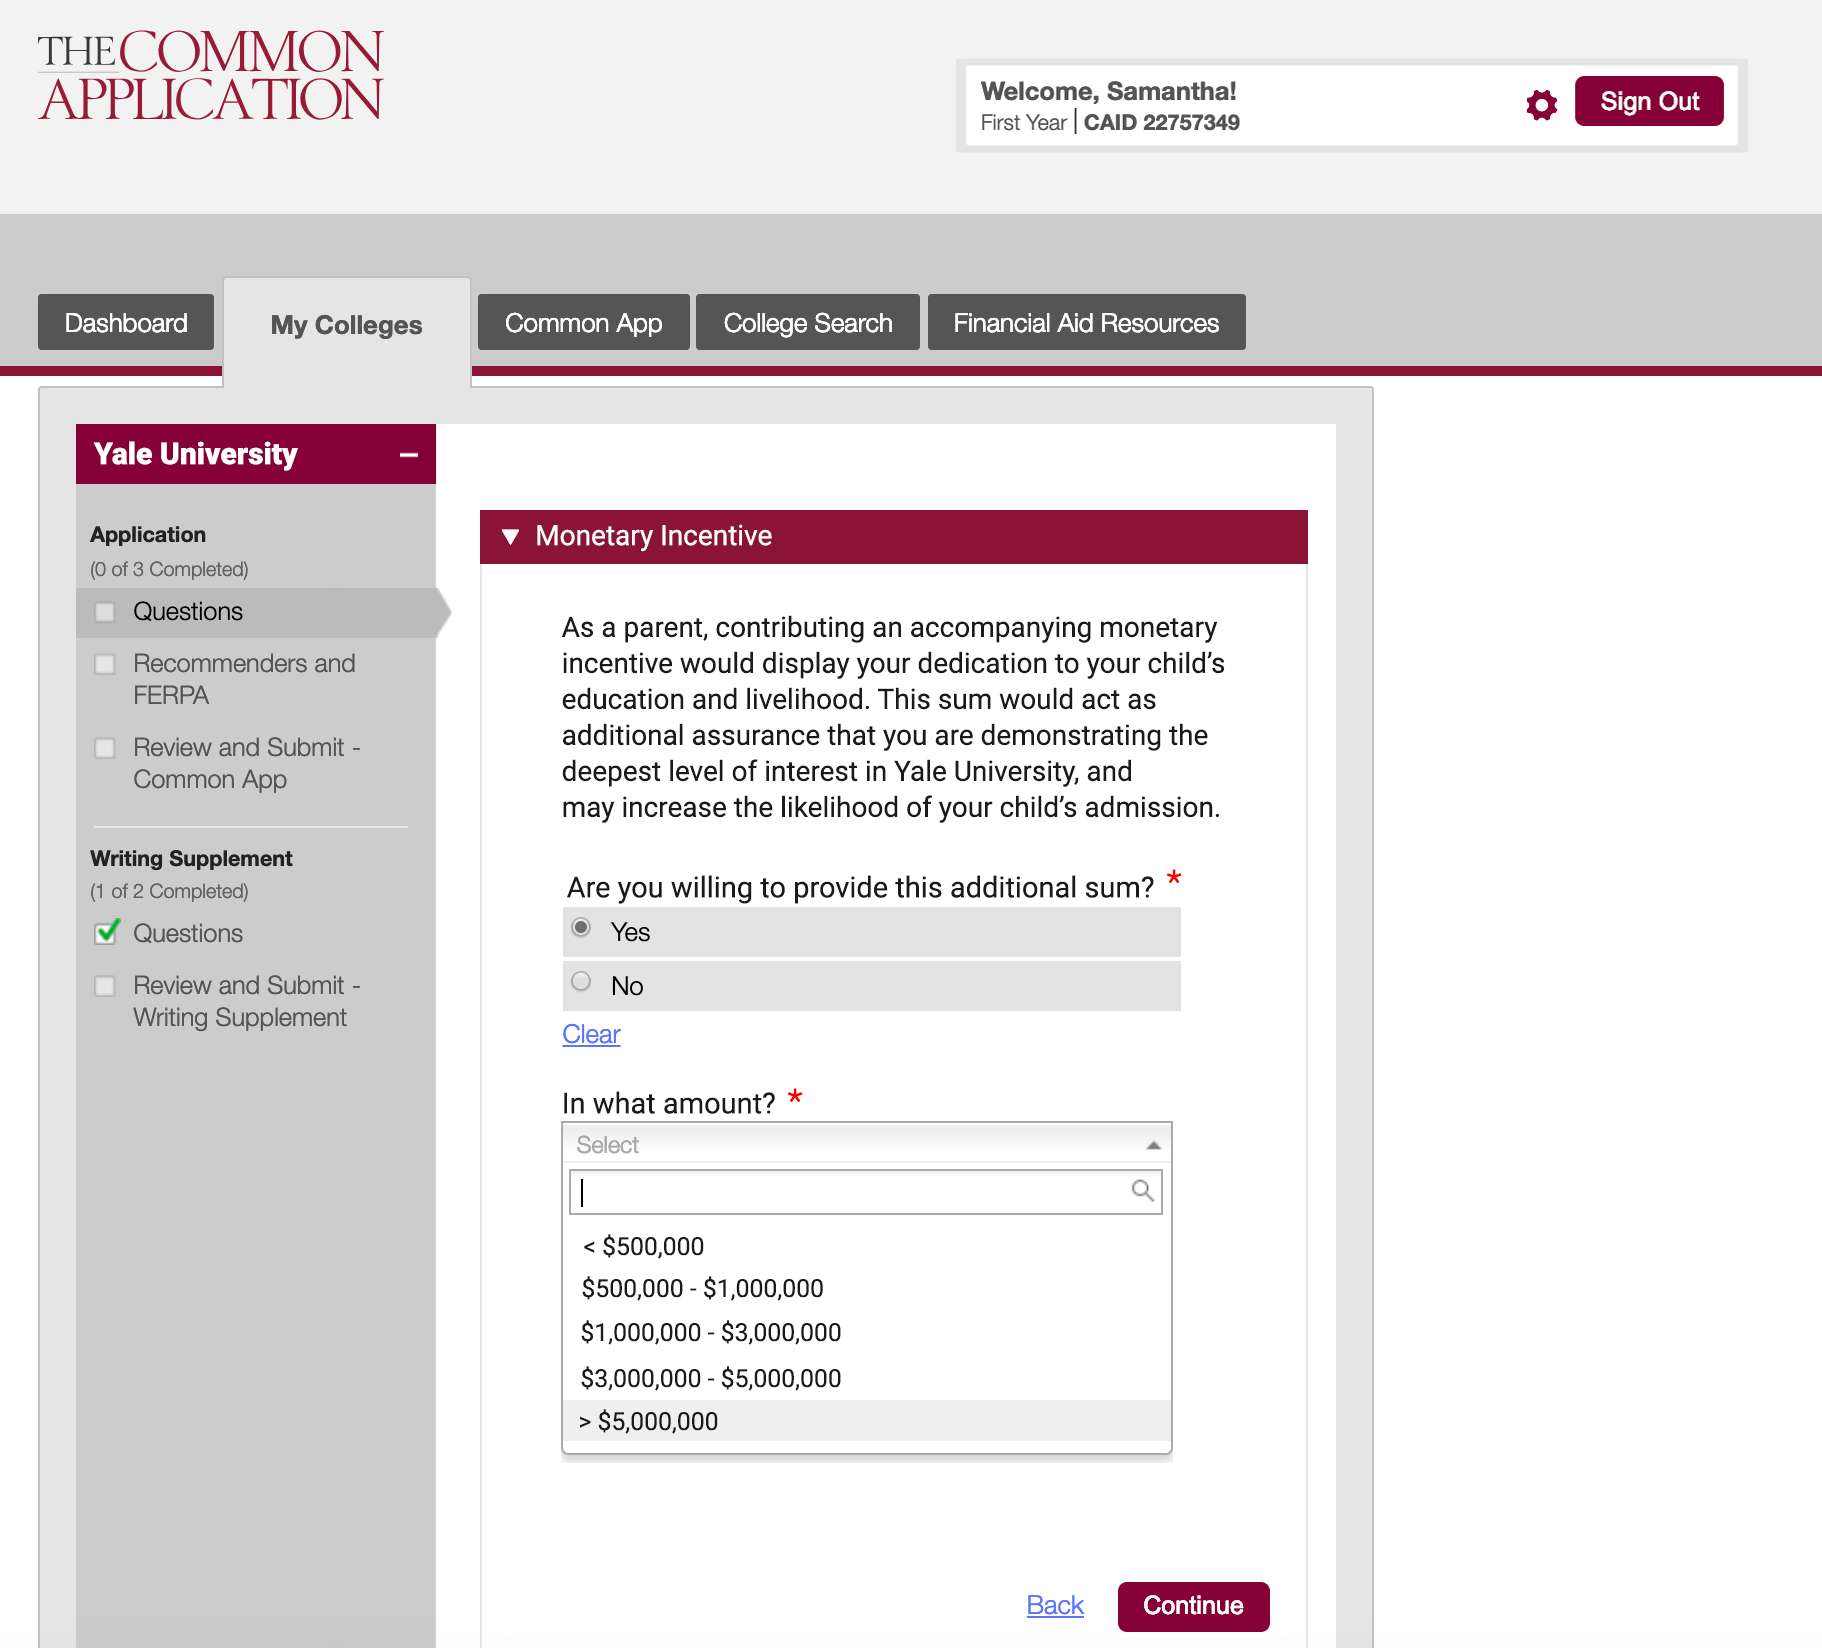 THE COMMON
APPLICATION
Welcome, Samantha!
First Year | CAID 22757349
Sign Out
Dashboard
My Colleges
Common App
College Search
Financial Aid Resources
Yale University
Application
(0 of 3 Completed)
Questions
Recommenders and
FERPA
Review and Submit -
Common App
Writing Supplement
(1 of 2 Completed)
Questions
Review and Submit -
Writing Supplement
Monetary Incentive
As a parent, contributing an accompanying monetary
incentive would display your dedication to your child’s
education and livelihood. This sum would act as
additional assurance that you are demonstrating the
deepest level of interest in Yale University, and
may increase the likelihood of your child’s admission.
Are you willing to provide this additional sum? *
Yes
No
Clear
In what amount? *
Select
< $500,000
$500,000 - $1,000,000
$1,000,000 - $3,000,000
$3,000,000 - $5,000,000
> $5,000,000
Back
Continue